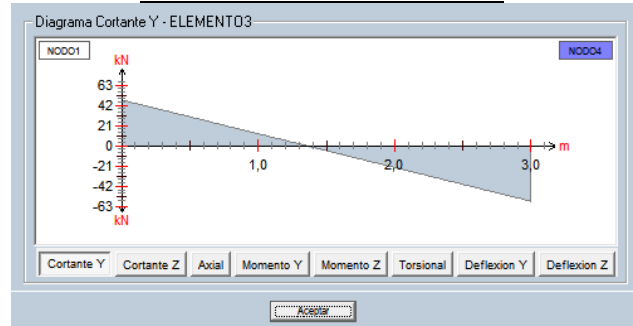 Diagrama Cortante Y - ELEMENTO3
NODO1
NODO4
kN
63
42
21
0
-21
-42
-63
kN
1,0
2,0
3,0
m
Cortante Y Cortante Z Axial Momento Y Momento Z Torsional Deflexion Y Deflexion Z
Aceptar